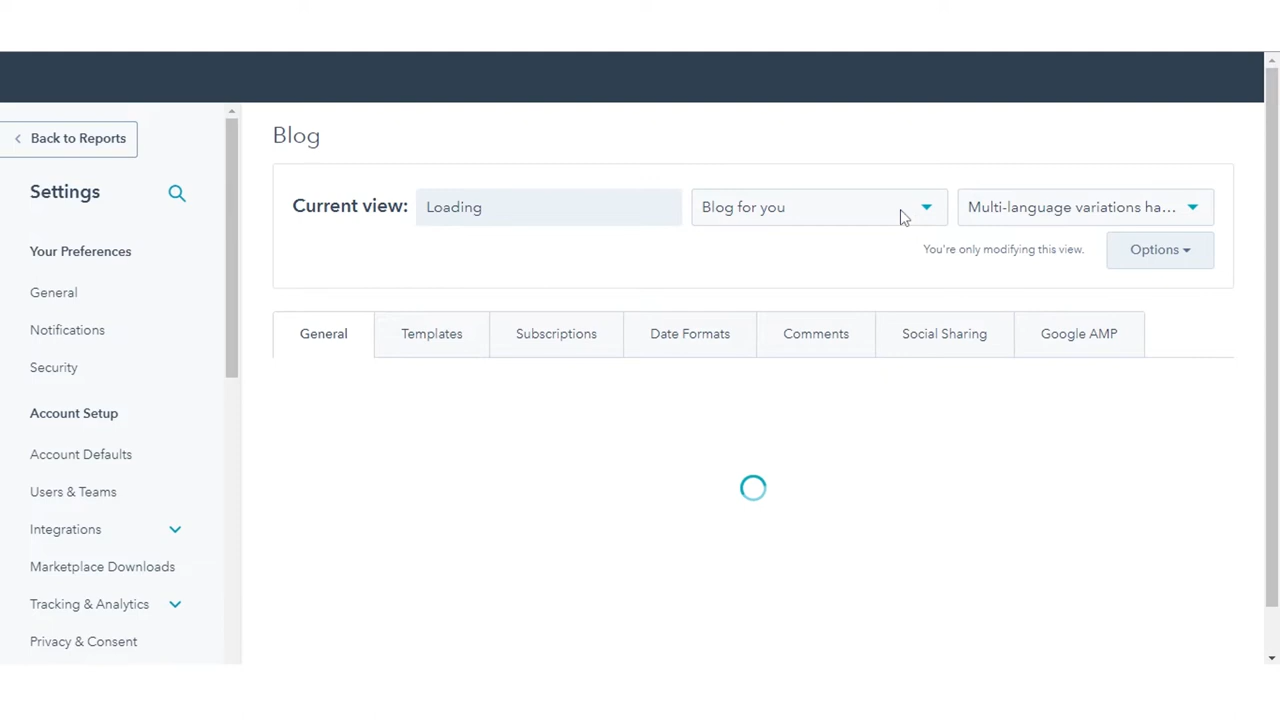 Back to Reports
Settings
Your Preferences
General
Notifications
Security
Account Setup
Account Defaults
Users & Teams
Integrations
Marketplace Downloads
Tracking & Analytics
Privacy & Consent
Blog
Current view: Loading Blog for you Multi-language variations ha...
You're only modifying this view. Options
General Templates Subscriptions Date Formats Comments Social Sharing Google AMP